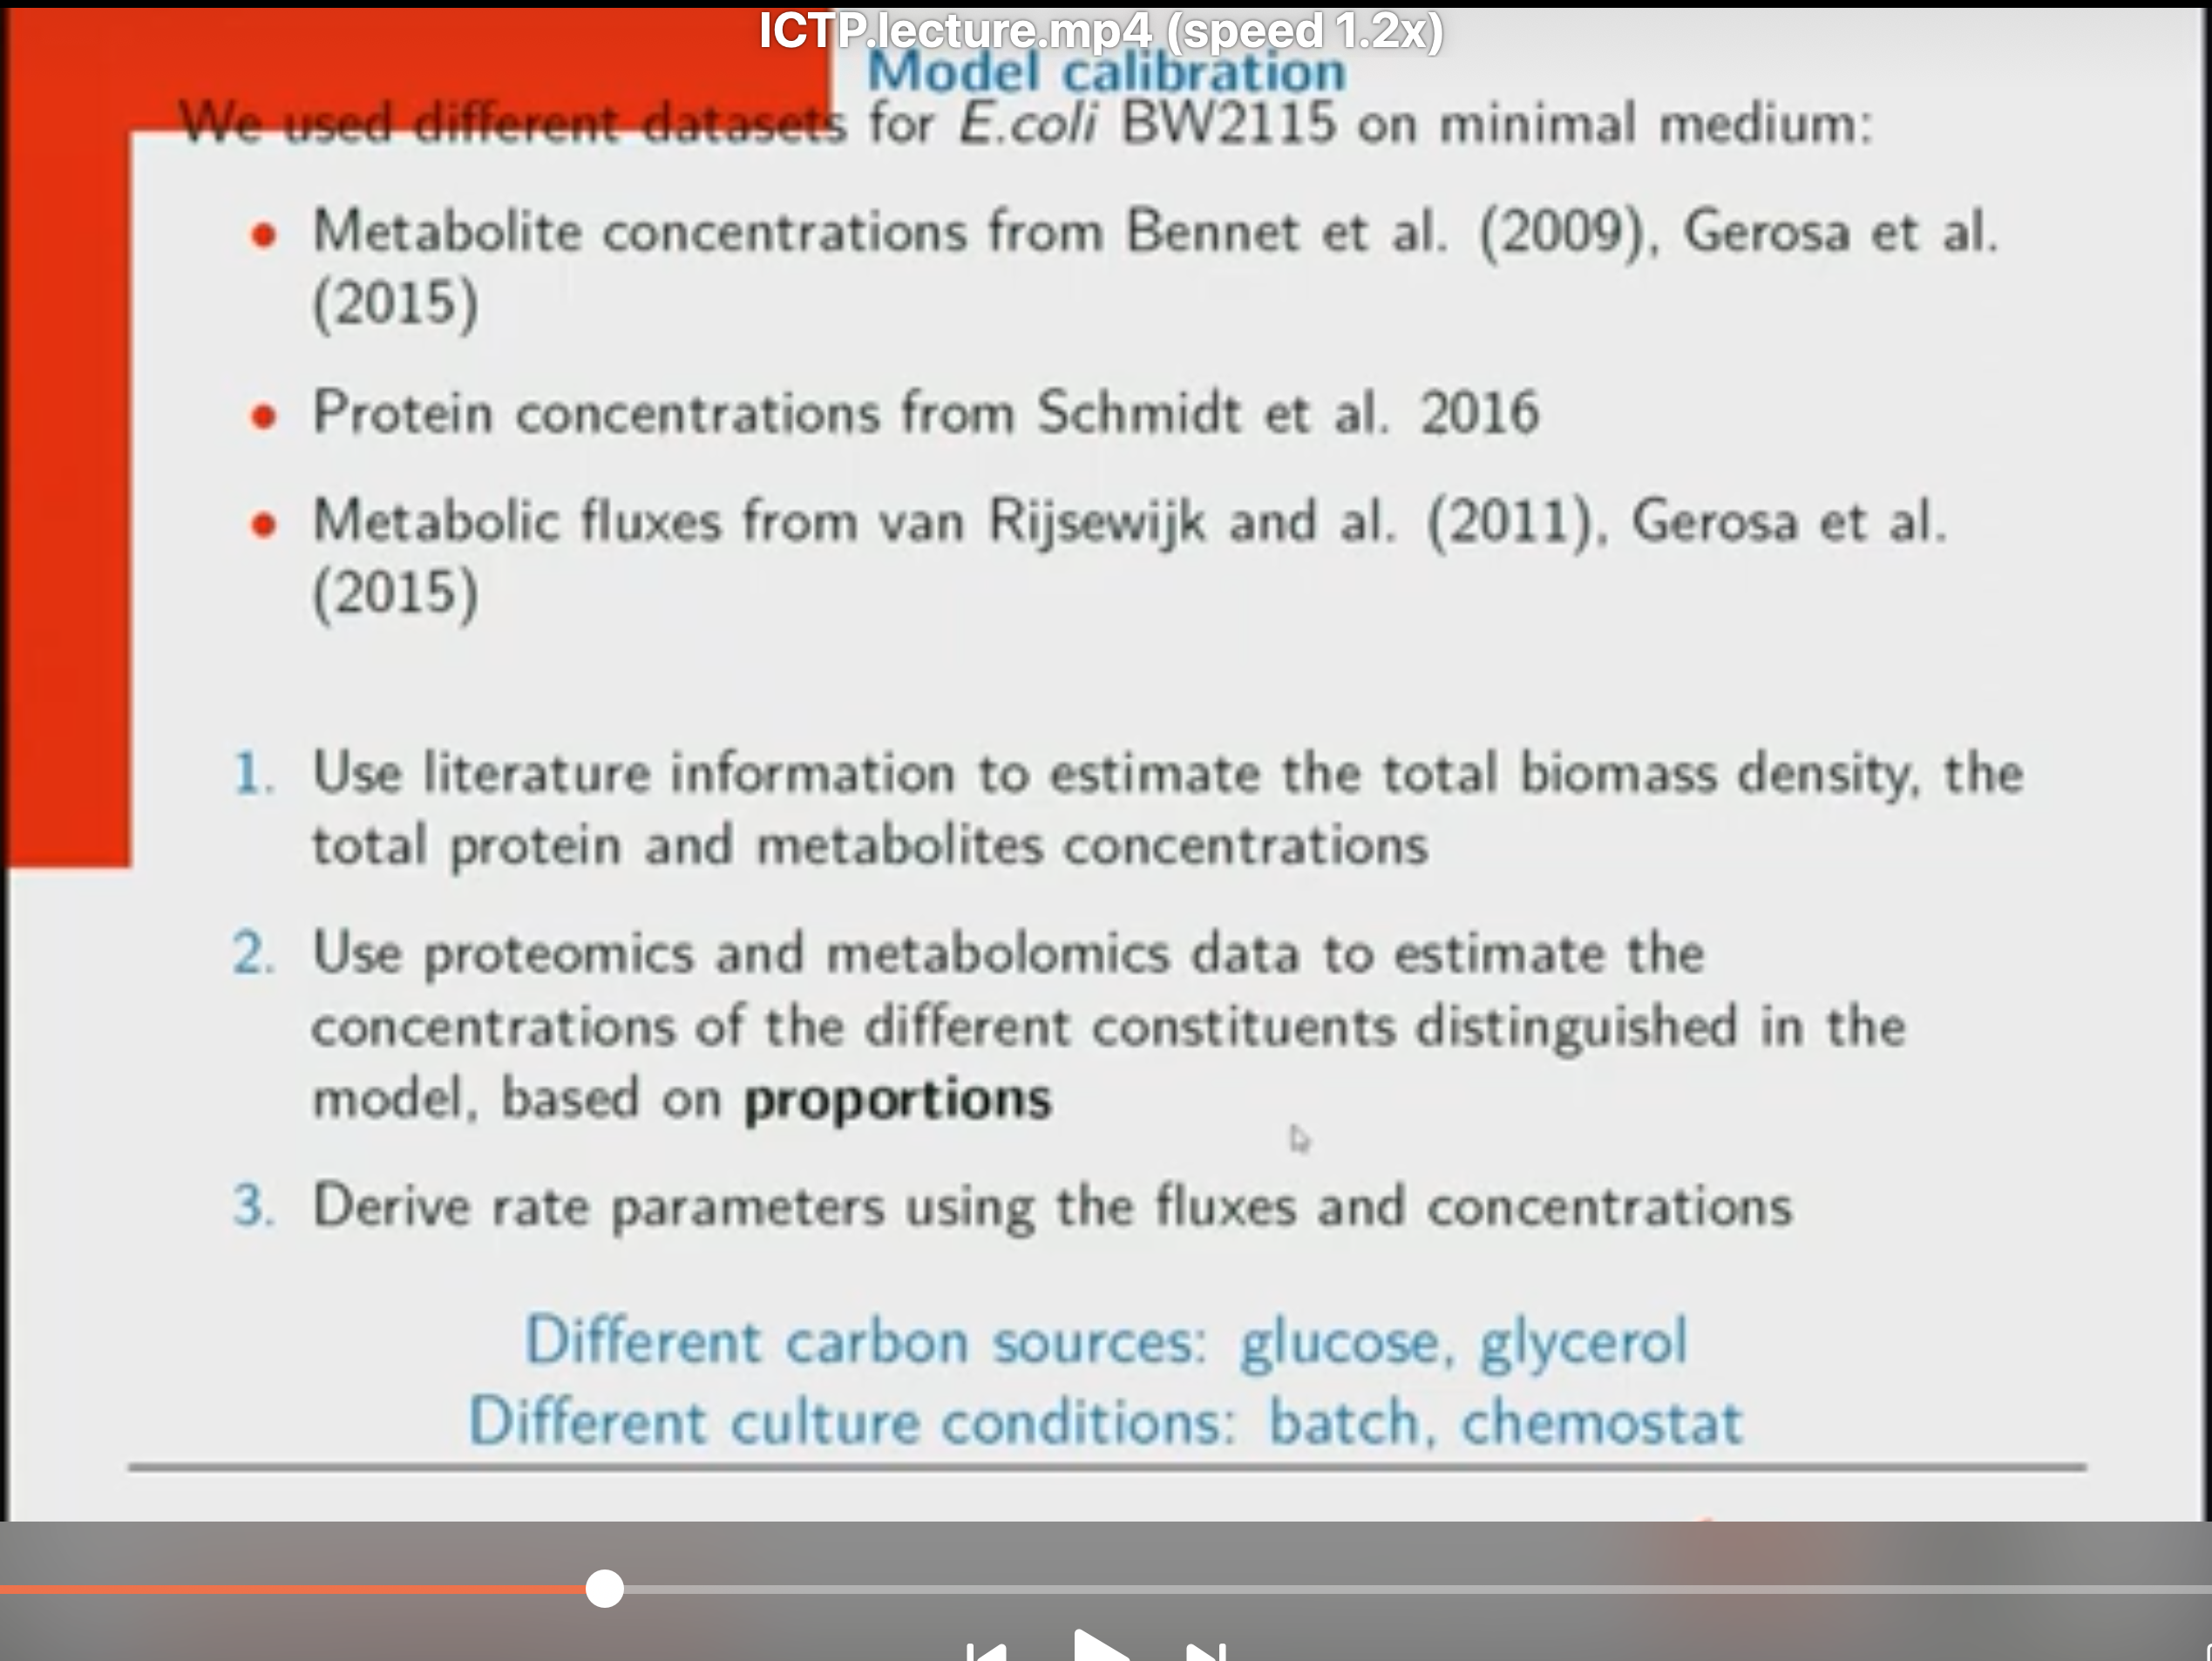 ICTP.lecture.mp4 (speed 1.2x)
Model calibration
We used different datasets for E.coli BW2115 on minimal medium:
• Metabolite concentrations from Bennet et al. (2009), Gerosa et al.
(2015)
• Protein concentrations from Schmidt et al. 2016
• Metabolic fluxes from van Rijsewijk and al. (2011), Gerosa et al.
(2015)
1. Use literature information to estimate the total biomass density, the
total protein and metabolites concentrations
2. Use proteomics and metabolomics data to estimate the
concentrations of the different constituents distinguished in the
model, based on proportions
3. Derive rate parameters using the fluxes and concentrations
Different carbon sources: glucose, glycerol
Different culture conditions: batch, chemostat